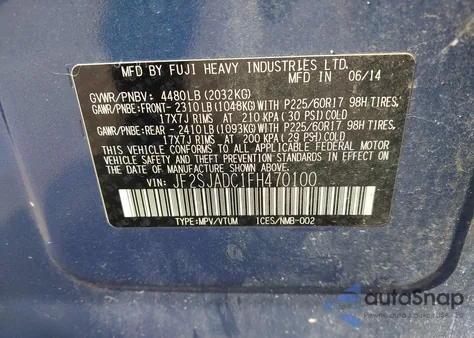 MFD BY FUJI HEAVY INDUSTRIES LTD.
MADE IN JAPAN 06/14
GVWR/PNBV: 4480LB (2032KG)
GAWR/PNBE: FRONT- 2310LB (1048KG) WITH P225/60R17 98H TIRES,
17X7J RIMS AT 210 KPA (30 PSI) COLD
GAWR/PNBE: REAR - 2410LB (1093KG) WITH P225/60R17 98H TIRES,
17X7J RIMS AT 200 KPA (29 PSI) COLD
THIS VEHICLE CONFORMS TO ALL APPLICABLE FEDERAL MOTOR
VEHICLE SAFETY AND BUMPER STANDARDS IN EFFECT ON
THE DATE OF MANUFACTURE SHOWN ABOVE.
VIN: JF2SJADC1FH470100
TYPE:MPV/VTUM ICES/NMB-002
autoSnap